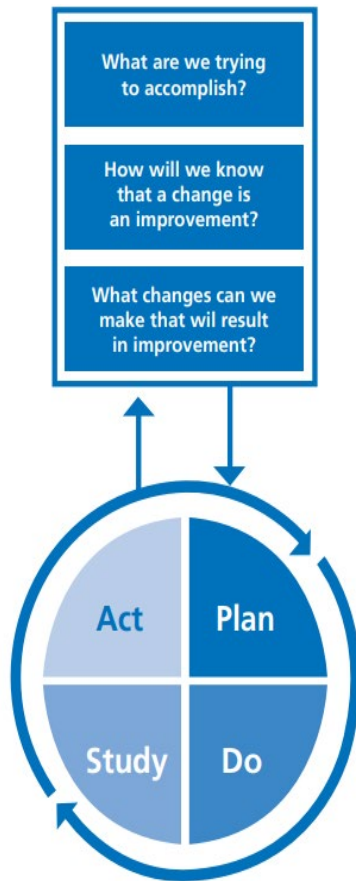 What are we trying
to accomplish?
How will we know
that a change is
an improvement?
What changes can we
make that wil result
in improvement?
Act
Plan
Study
Do